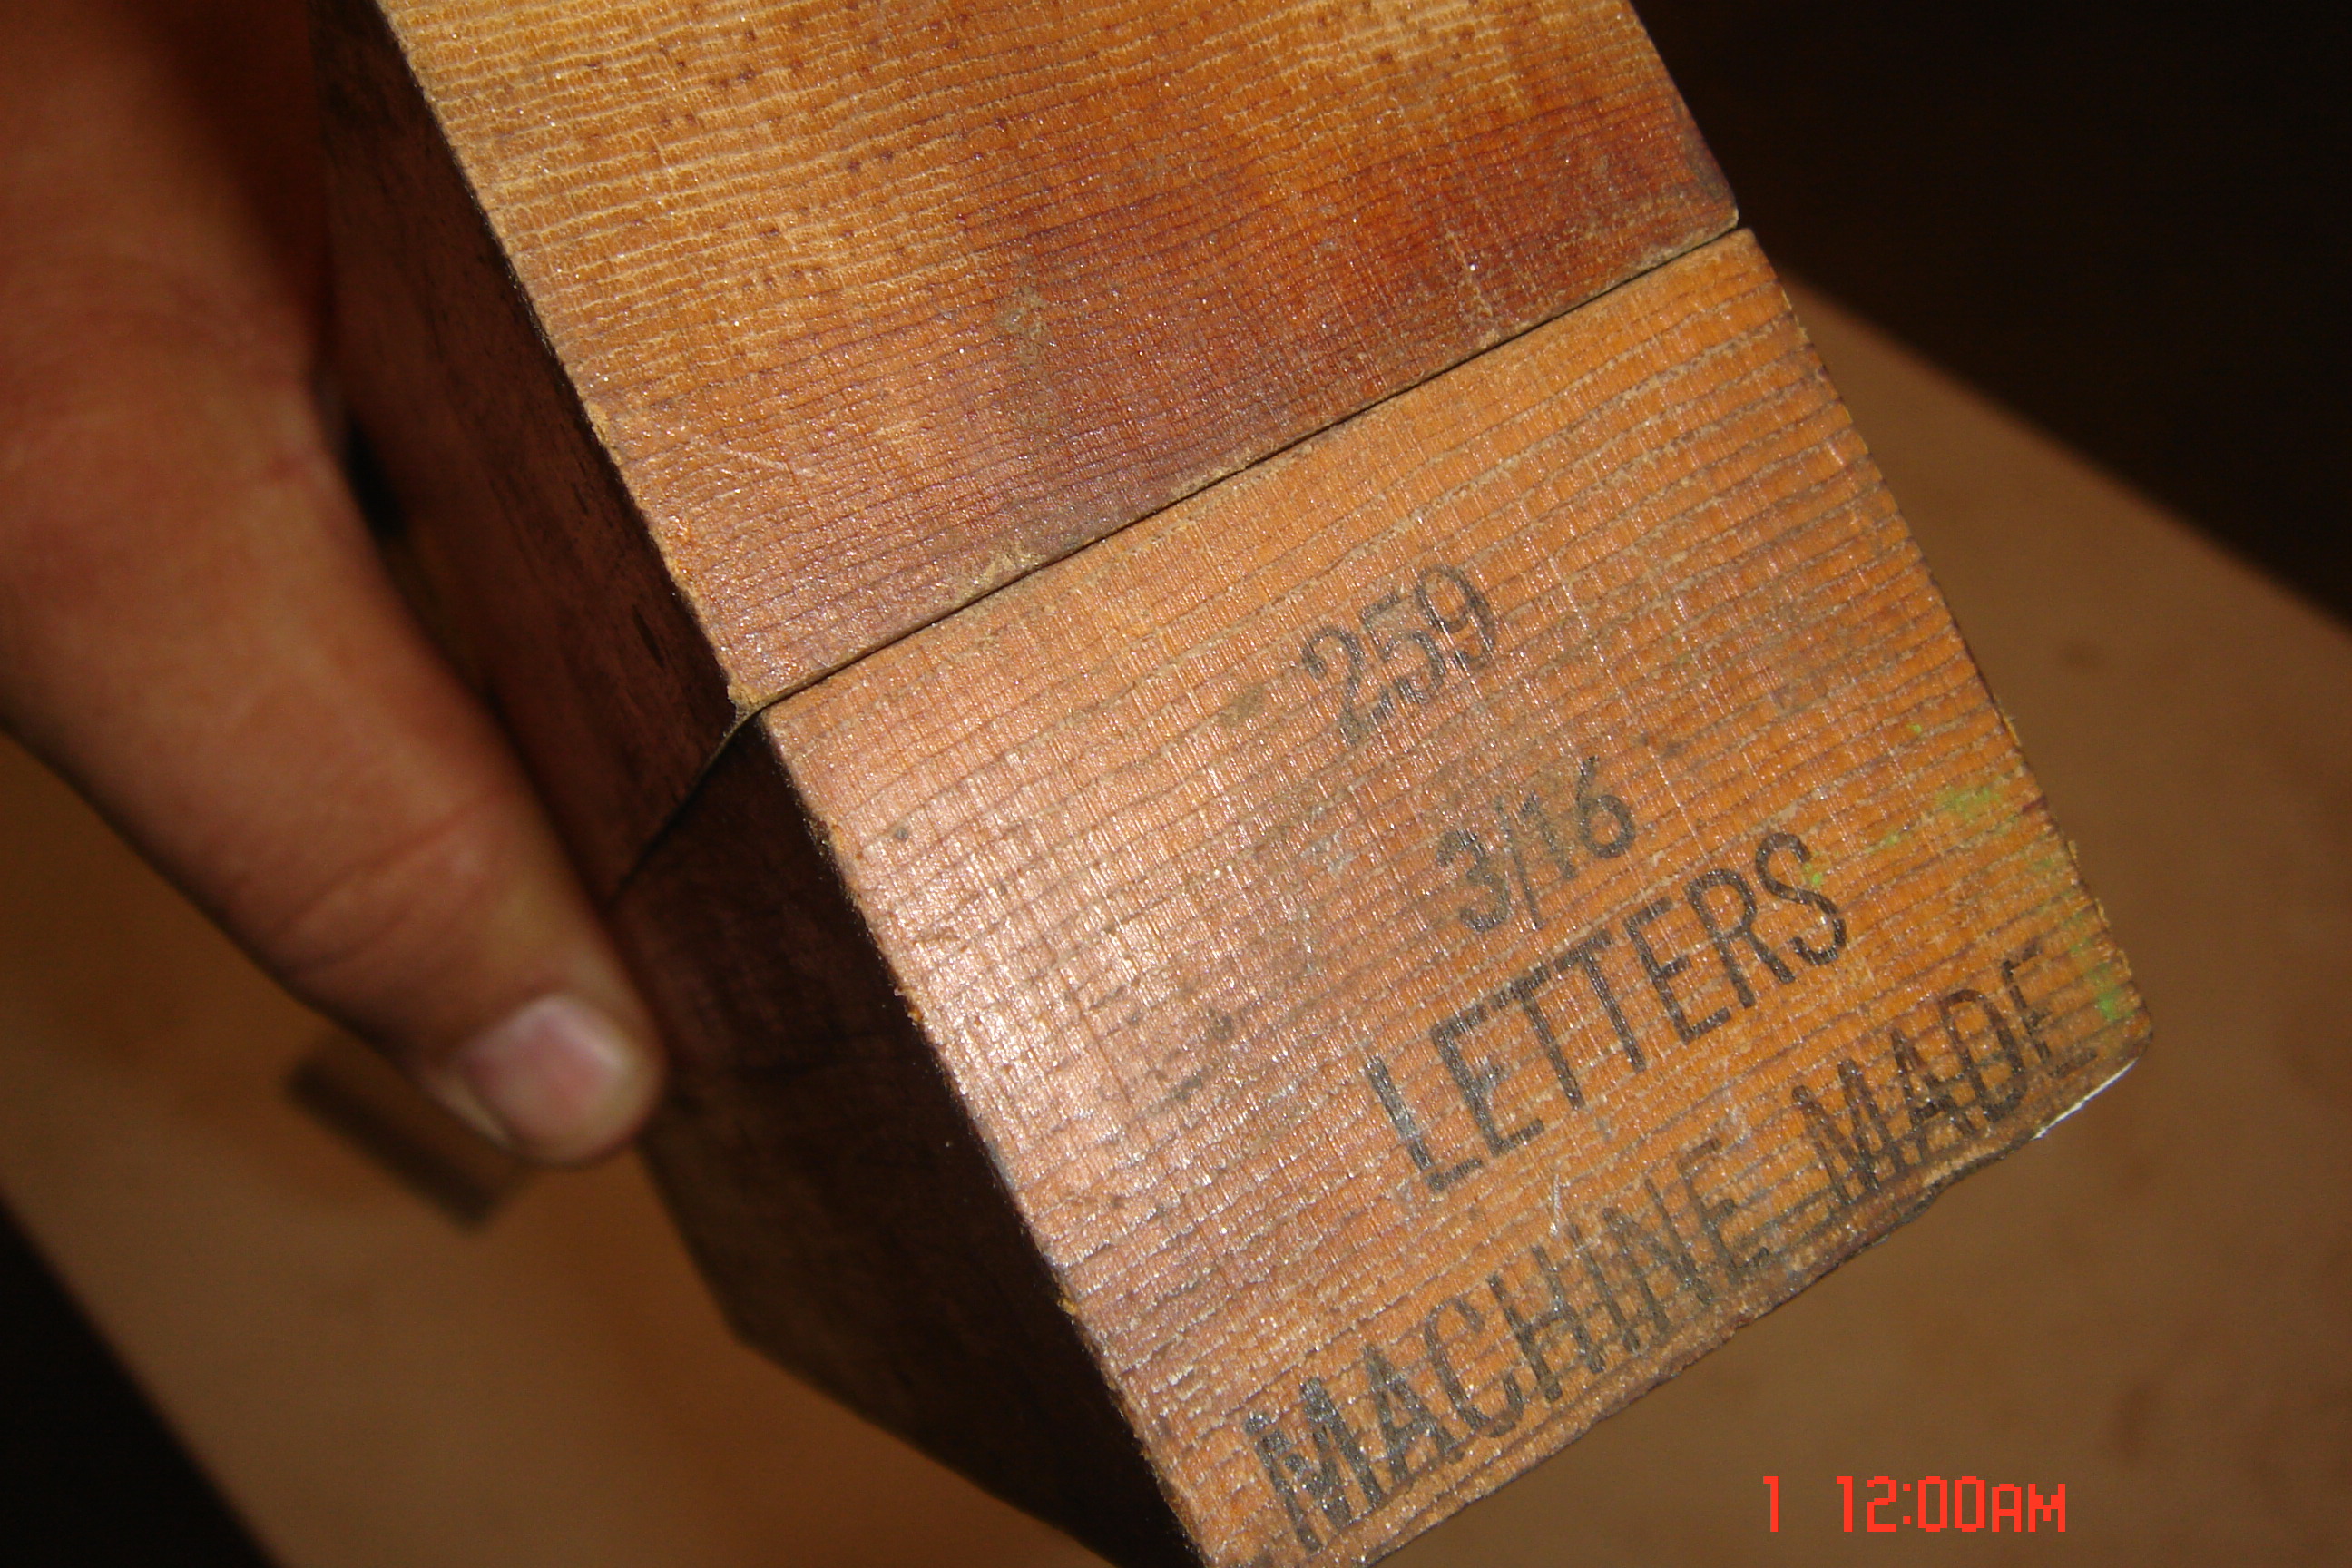 259
3/16
LETTERS
MACHINE MADE
1 12:00AM